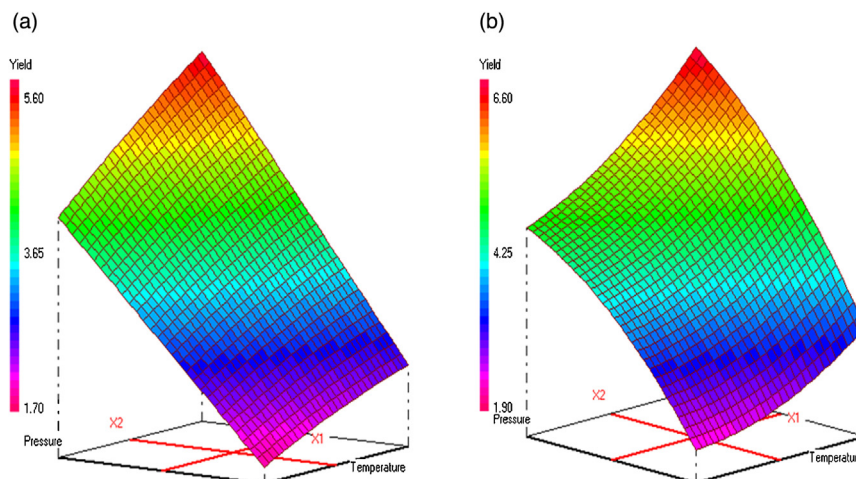 (a)
Yield
5.60
3.65
1.70
X2
Pressure
X1
Temperature
(b)
Yield
6.60
4.25
1.90
X2
Pressure
X1
Temperature